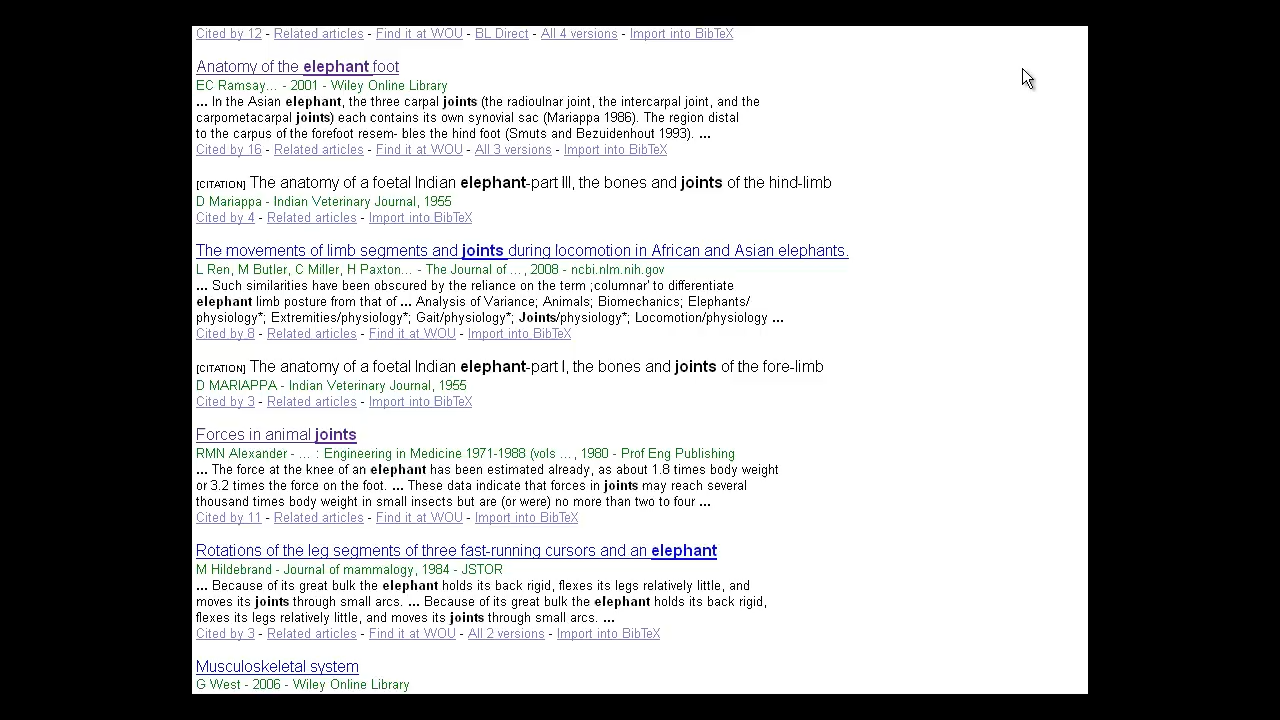 Cited by 12 - Related articles - Find it at WOU - BL Direct - All 4 versions - Import into BibTeX
Anatomy of the elephant foot
EC Ramsay... - 2001 - Wiley Online Library
... In the Asian elephant, the three carpal joints (the radioulnar joint, the intercarpal joint, and the
carpometacarpal joints) each contains its own synovial sac (Mariappa 1986). The region distal
to the carpus of the forefoot resem- bles the hind foot (Smuts and Bezuidenhout 1993). ...
Cited by 16 - Related articles - Find it at WOU - All 3 versions - Import into BibTeX
[CITATION] The anatomy of a foetal Indian elephant-part III, the bones and joints of the hind-limb
D Mariappa - Indian Veterinary Journal, 1955
Cited by 4 - Related articles - Import into BibTeX
The movements of limb segments and joints during locomotion in African and Asian elephants.
L Ren, M Butler, C Miller, H Paxton... - The Journal of ..., 2008 - ncbi.nlm.nih.gov
... Such similarities have been obscured by the reliance on the term ;columnar' to differentiate
elephant limb posture from that of ... Analysis of Variance; Animals; Biomechanics; Elephants/
physiology*; Extremities/physiology*; Gait/physiology*; Joints/physiology*; Locomotion/physiology ...
Cited by 8 - Related articles - Find it at WOU - Import into BibTeX
[CITATION] The anatomy of a foetal Indian elephant-part I, the bones and joints of the fore-limb
D MARIAPPA - Indian Veterinary Journal, 1955
Cited by 3 - Related articles - Import into BibTeX
Forces in animal joints
RMN Alexander - ... : Engineering in Medicine 1971-1988 (vols ..., 1980 - Prof Eng Publishing
... The force at the knee of an elephant has been estimated already, as about 1.8 times body weight
or 3.2 times the force on the foot. ... These data indicate that forces in joints may reach several
thousand times body weight in small insects but are (or were) no more than two to four ...
Cited by 11 - Related articles - Find it at WOU - Import into BibTeX
Rotations of the leg segments of three fast-running cursors and an elephant
M Hildebrand - Journal of mammalogy, 1984 - JSTOR
... Because of its great bulk the elephant holds its back rigid, flexes its legs relatively little, and
moves its joints through small arcs. ... Because of its great bulk the elephant holds its back rigid,
flexes its legs relatively little, and moves its joints through small arcs. ...
Cited by 3 - Related articles - Find it at WOU - All 2 versions - Import into BibTeX
Musculoskeletal system
G West - 2006 - Wiley Online Library